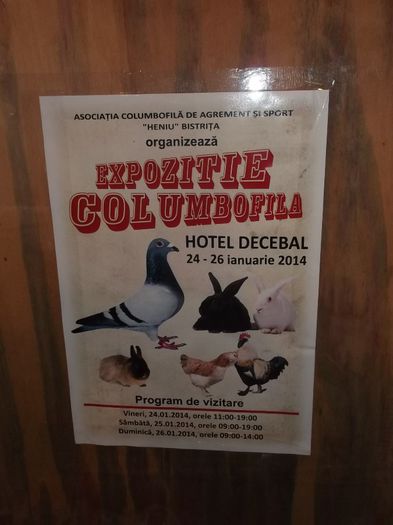 ASOCIAȚIA COLUMBOFILĂ DE AGREMENT ȘI SPORT
"HENIU" BISTRIȚA
organizează
EXPOZITIE
COLUMBOFILA
HOTEL DECEBAL
24 - 26 ianuarie 2014
Program de vizitare
Vineri, 24.01.2014, orele 11:00-19:00
Sâmbătă, 25.01.2014, orele 09:00-19:00
Duminică, 26.01.2014, orele 09:00-14:00